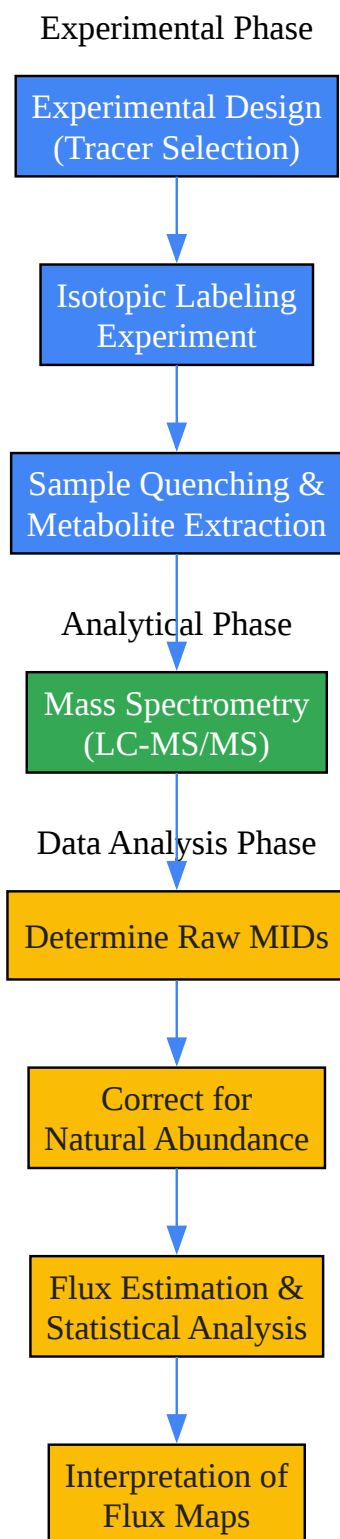 Experimental Phase
Experimental Design
(Tracer Selection)
Isotopic Labeling
Experiment
Sample Quenching &
Metabolite Extraction
Analytical Phase
Mass Spectrometry
(LC-MS/MS)
Data Analysis Phase
Determine Raw MIDs
Correct for
Natural Abundance
Flux Estimation &
Statistical Analysis
Interpretation of
Flux Maps